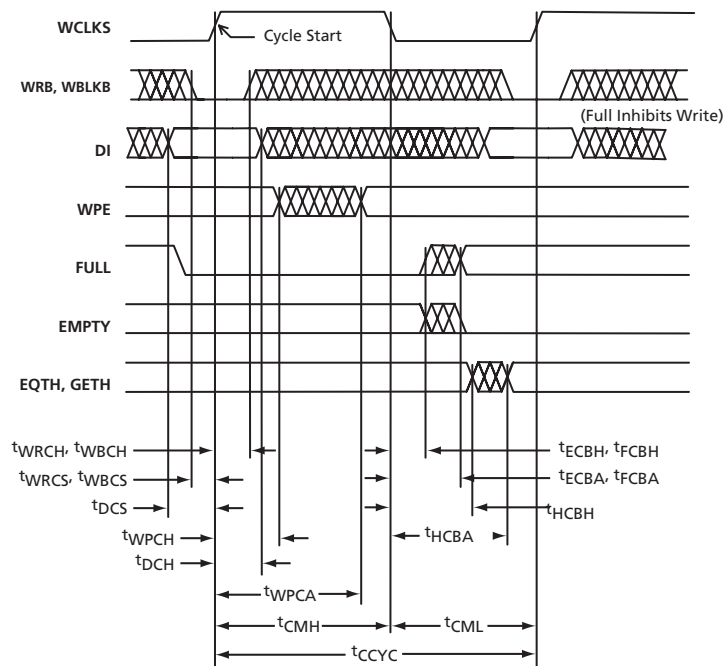 WCLKS
Cycle Start
WRB, WBLKB
(Full Inhibits Write)
DI
WPE
FULL
EMPTY
EQTH, GETH
tWRCH, tWBCH
tECBH, tFCBH
tWRCS, tWBCS
tECBA, tFCBA
tDCS
tHCBH
tWPCH
tHCBA
tDCH
tWPCA
tCMH
tCML
tCCYC